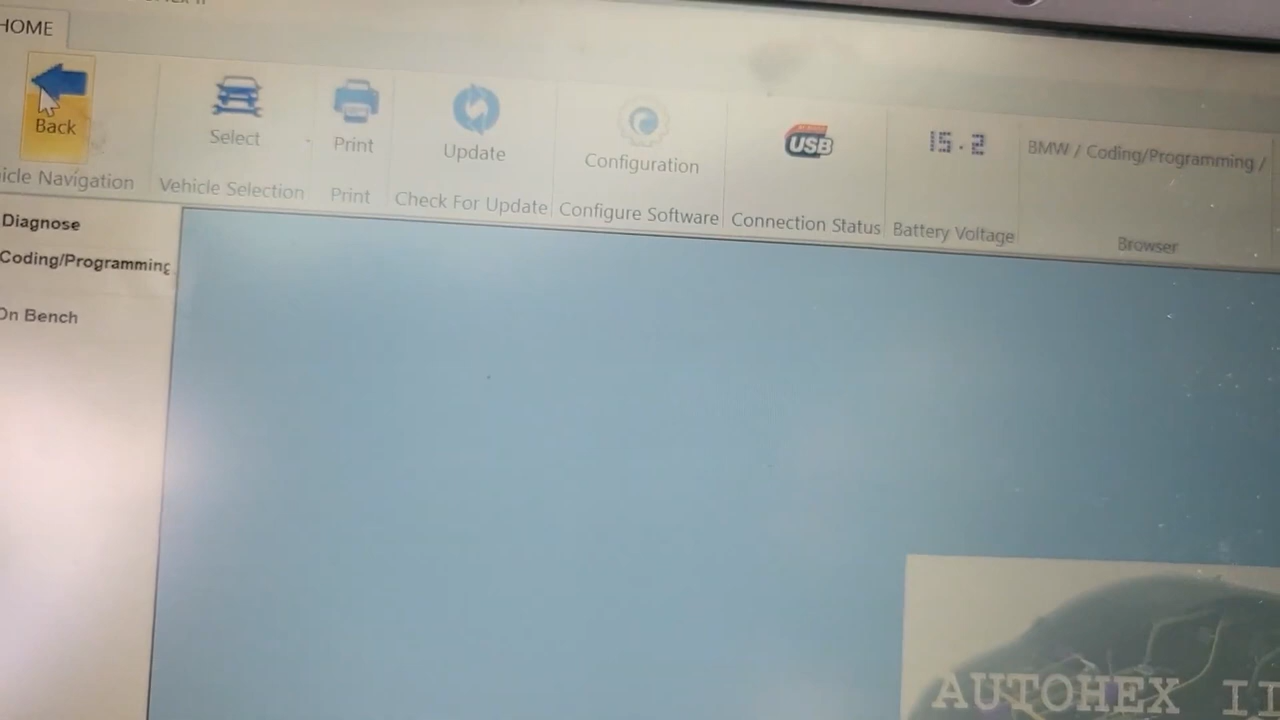 HOME
Back
Select
Print
Update
Configuration
USB
15.2
BMW / Coding/Programming /
icle Navigation
Vehicle Selection
Print
Check For Update
Configure Software
Connection Status
Battery Voltage
Browser
Diagnose
Coding/Programming
On Bench
AUTOHEX II